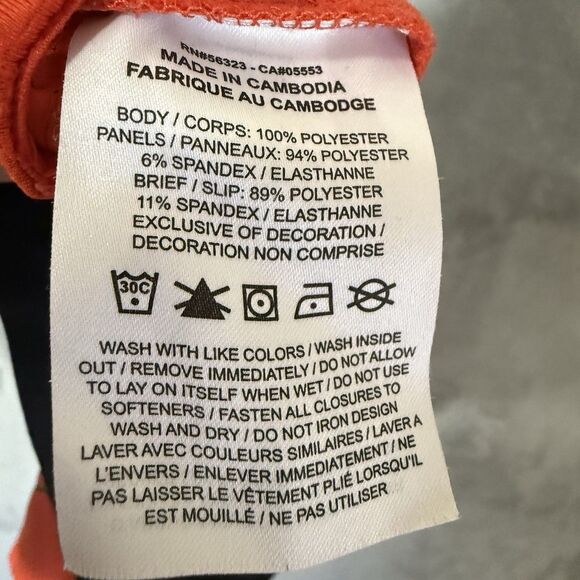 RN#56323 - CA#05553
MADE IN CAMBODIA
FABRIQUE AU CAMBODGE
BODY / CORPS: 100% POLYESTER
PANELS / PANNEAUX: 94% POLYESTER
6% SPANDEX / ELASTHANNE
BRIEF / SLIP: 89% POLYESTER
11% SPANDEX / ELASTHANNE
EXCLUSIVE OF DECORATION /
DECORATION NON COMPRISE
30C
WASH WITH LIKE COLORS / WASH INSIDE
OUT / REMOVE IMMEDIATELY / DO NOT ALLOW
TO LAY ON ITSELF WHEN WET / DO NOT USE
SOFTENERS / FASTEN ALL CLOSURES TO
WASH AND DRY / DO NOT IRON DESIGN
LAVER AVEC COULEURS SIMILAIRES / LAVER A
L'ENVERS / ENLEVER IMMEDIATEMENT / NE
PAS LAISSER LE VÊTEMENT PLIÉ LORSQU'IL
EST MOUILLÉ / NE PAS UTILISER